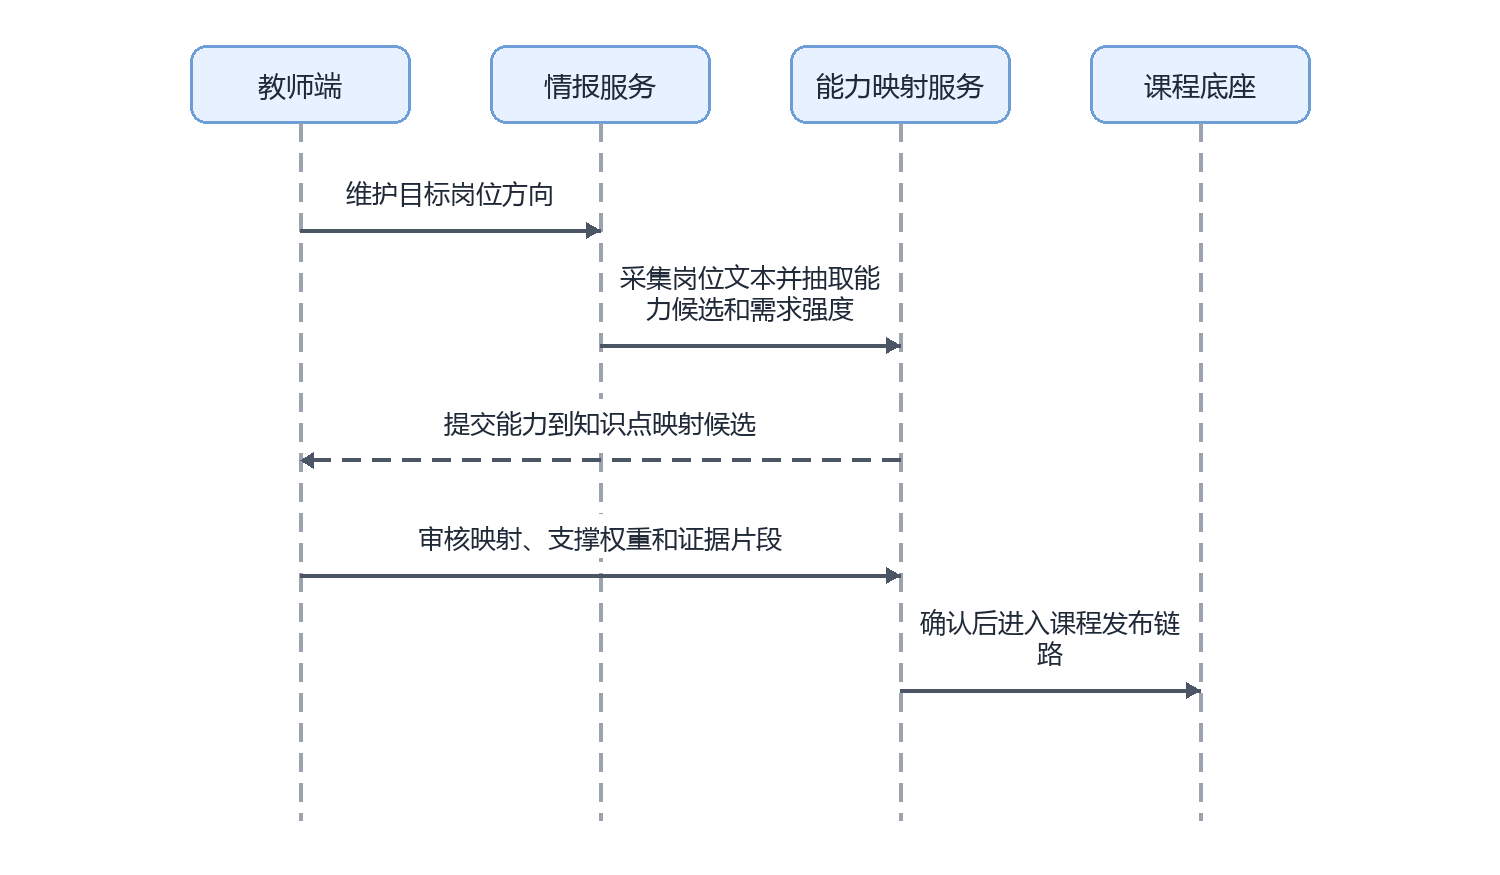 教师端
情报服务
能力映射服务
课程底座
维护目标岗位方向
采集岗位文本并抽取能
力候选和需求强度
提交能力到知识点映射候选
审核映射、支撑权重和证据片段
确认后进入课程发布链
路